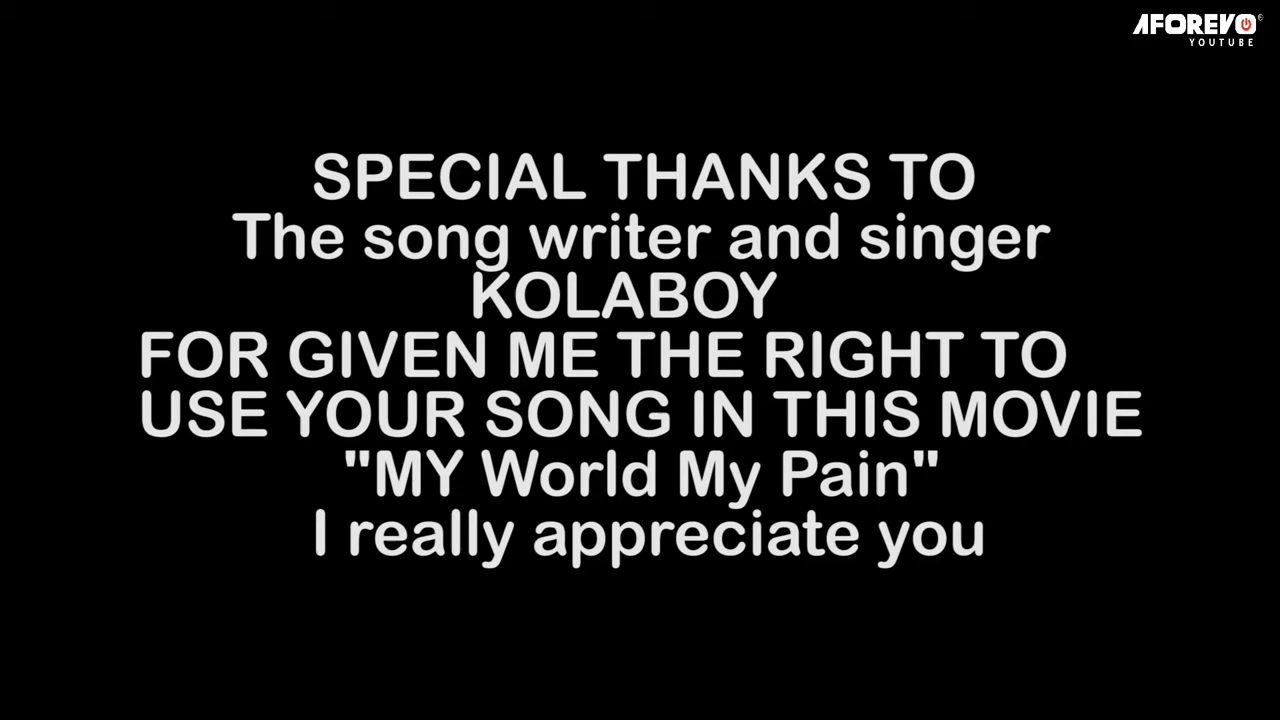 AFOREVO
YOUTUBE
SPECIAL THANKS TO
The song writer and singer
KOLABOY
FOR GIVEN ME THE RIGHT TO
USE YOUR SONG IN THIS MOVIE
"MY World My Pain"
I really appreciate you